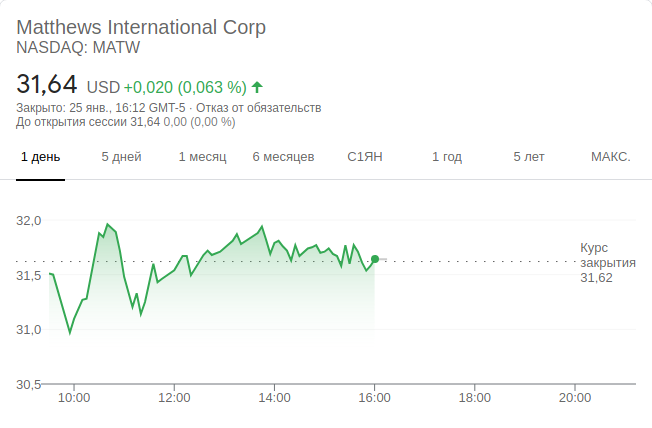 Matthews International Corp
NASDAQ: MATW
31,64 USD +0,020 (0,063 %)
Закрыто: 25 янв., 16:12 GMT-5 · Отказ от обязательств
До открытия сессии 31,64 0,00 (0,00 %)
1 день 5 дней 1 месяц 6 месяцев С1ЯН 1 год 5 лет МАКС.
32,0
Курс
закрытия
31,5
31,62
31,0
30,5
10:00 12:00 14:00 16:00 18:00 20:00